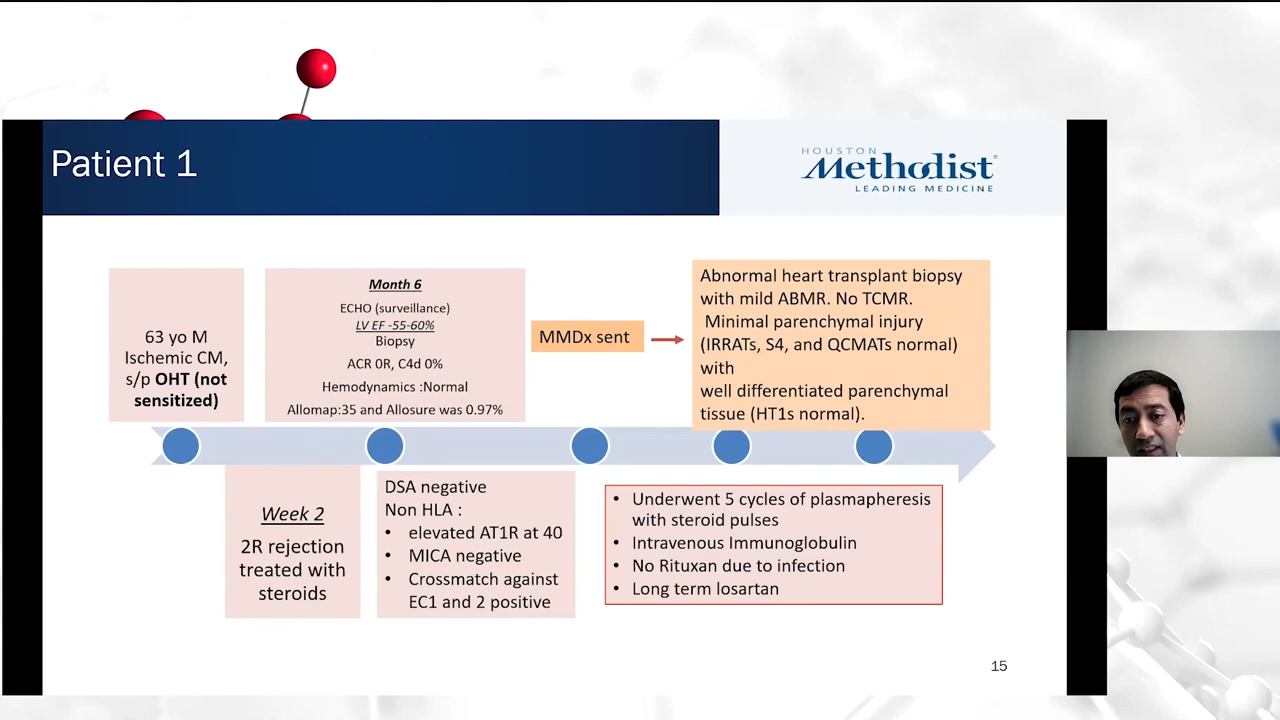 Patient 1
HOUSTON
Methodist®
LEADING MEDICINE
63 yo M
Ischemic CM,
s/p OHT (not
sensitized)
Month 6
ECHO (surveillance)
LV EF -55-60%
Biopsy
ACR 0R, C4d 0%
Hemodynamics :Normal
Allomap:35 and Allosure was 0.97%
MMDx sent
Abnormal heart transplant biopsy
with mild ABMR. No TCMR.
Minimal parenchymal injury
(IRRATs, S4, and QCMATs normal)
with
well differentiated parenchymal
tissue (HT1s normal).
Week 2
2R rejection
treated with
steroids
DSA negative
Non HLA :
• elevated AT1R at 40
• MICA negative
• Crossmatch against
EC1 and 2 positive
• Underwent 5 cycles of plasmapheresis
with steroid pulses
• Intravenous Immunoglobulin
• No Rituxan due to infection
• Long term losartan
15